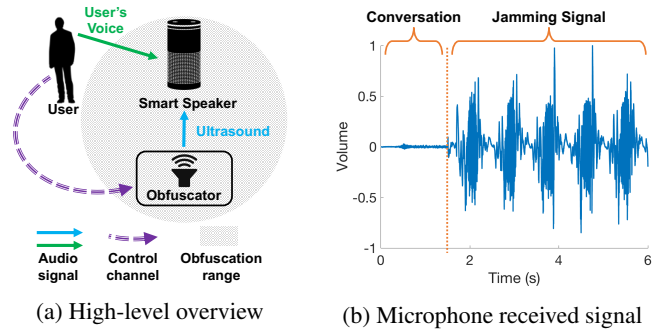 User's
Voice
User
Smart Speaker
Ultrasound
Obfuscator
Audio
signal
Control
channel
Obfuscation
range
(a) High-level overview
Conversation
Jamming Signal
Volume
1
0.5
0
-0.5
-1
0
2
4
6
Time (s)
(b) Microphone received signal